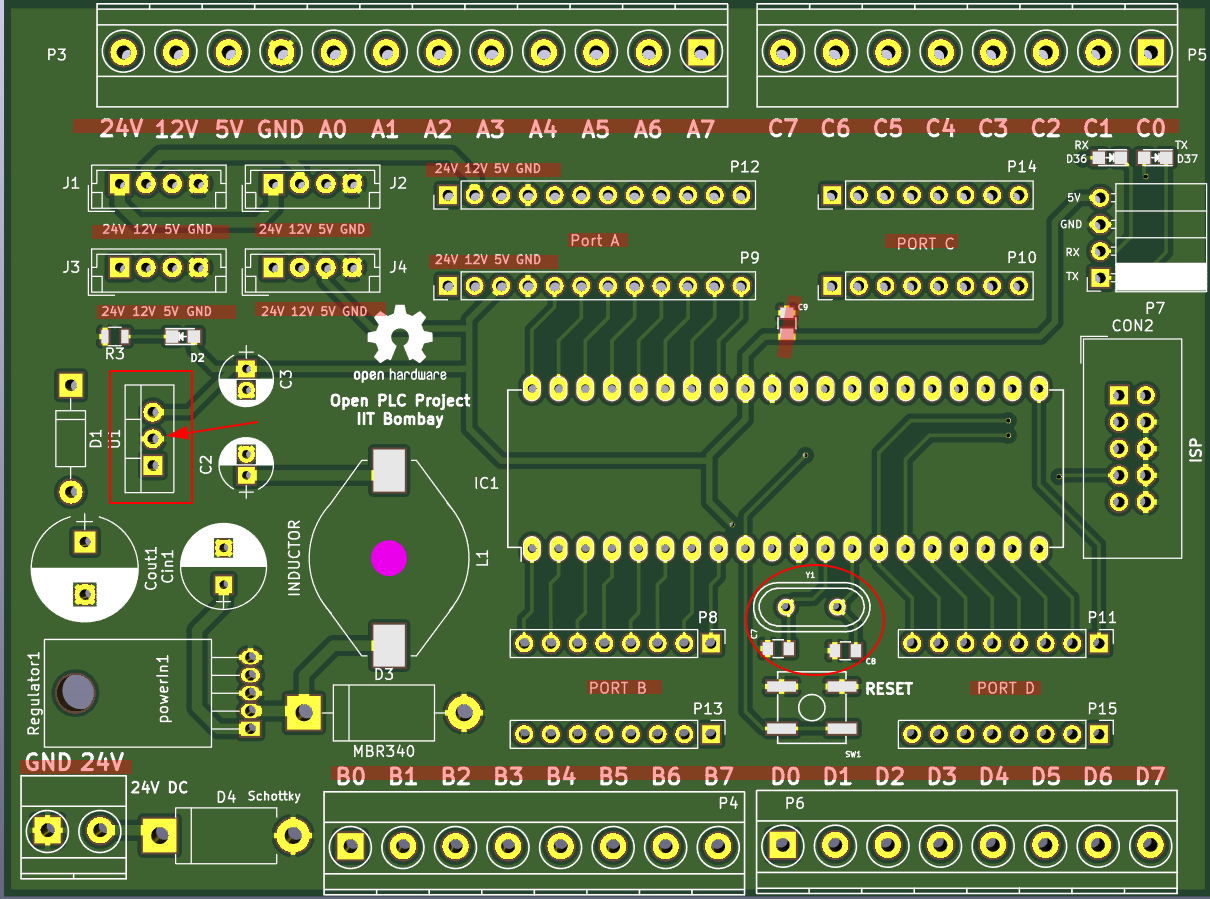 P3
P5
24V 12V 5V GND A0 A1 A2 A3 A4 A5 A6 A7
C7 C6 C5 C4 C3 C2 C1 C0
RX TX
D36 D37
J1
J2
24V 12V 5V GND
P12
P14
5V
GND
RX
TX
24V 12V 5V GND
24V 12V 5V GND
Port A
PORT C
J3
J4
24V 12V 5V GND
P9
P10
P7
24V 12V 5V GND
24V 12V 5V GND
C9
CON2
R3
D2
open hardware
Open PLC Project
IIT Bombay
C3
D1
U1
C2
IC1
ISP
Cout1
Cin1
INDUCTOR
L1
Y1
P8
P11
C7
C8
Regulator1
powerIn1
D3
MBR340
PORT B
RESET
PORT D
P13
P15
SW1
GND 24V
24V DC
D4 Schottky
B0 B1 B2 B3 B4 B5 B6 B7
D0 D1 D2 D3 D4 D5 D6 D7
P4
P6